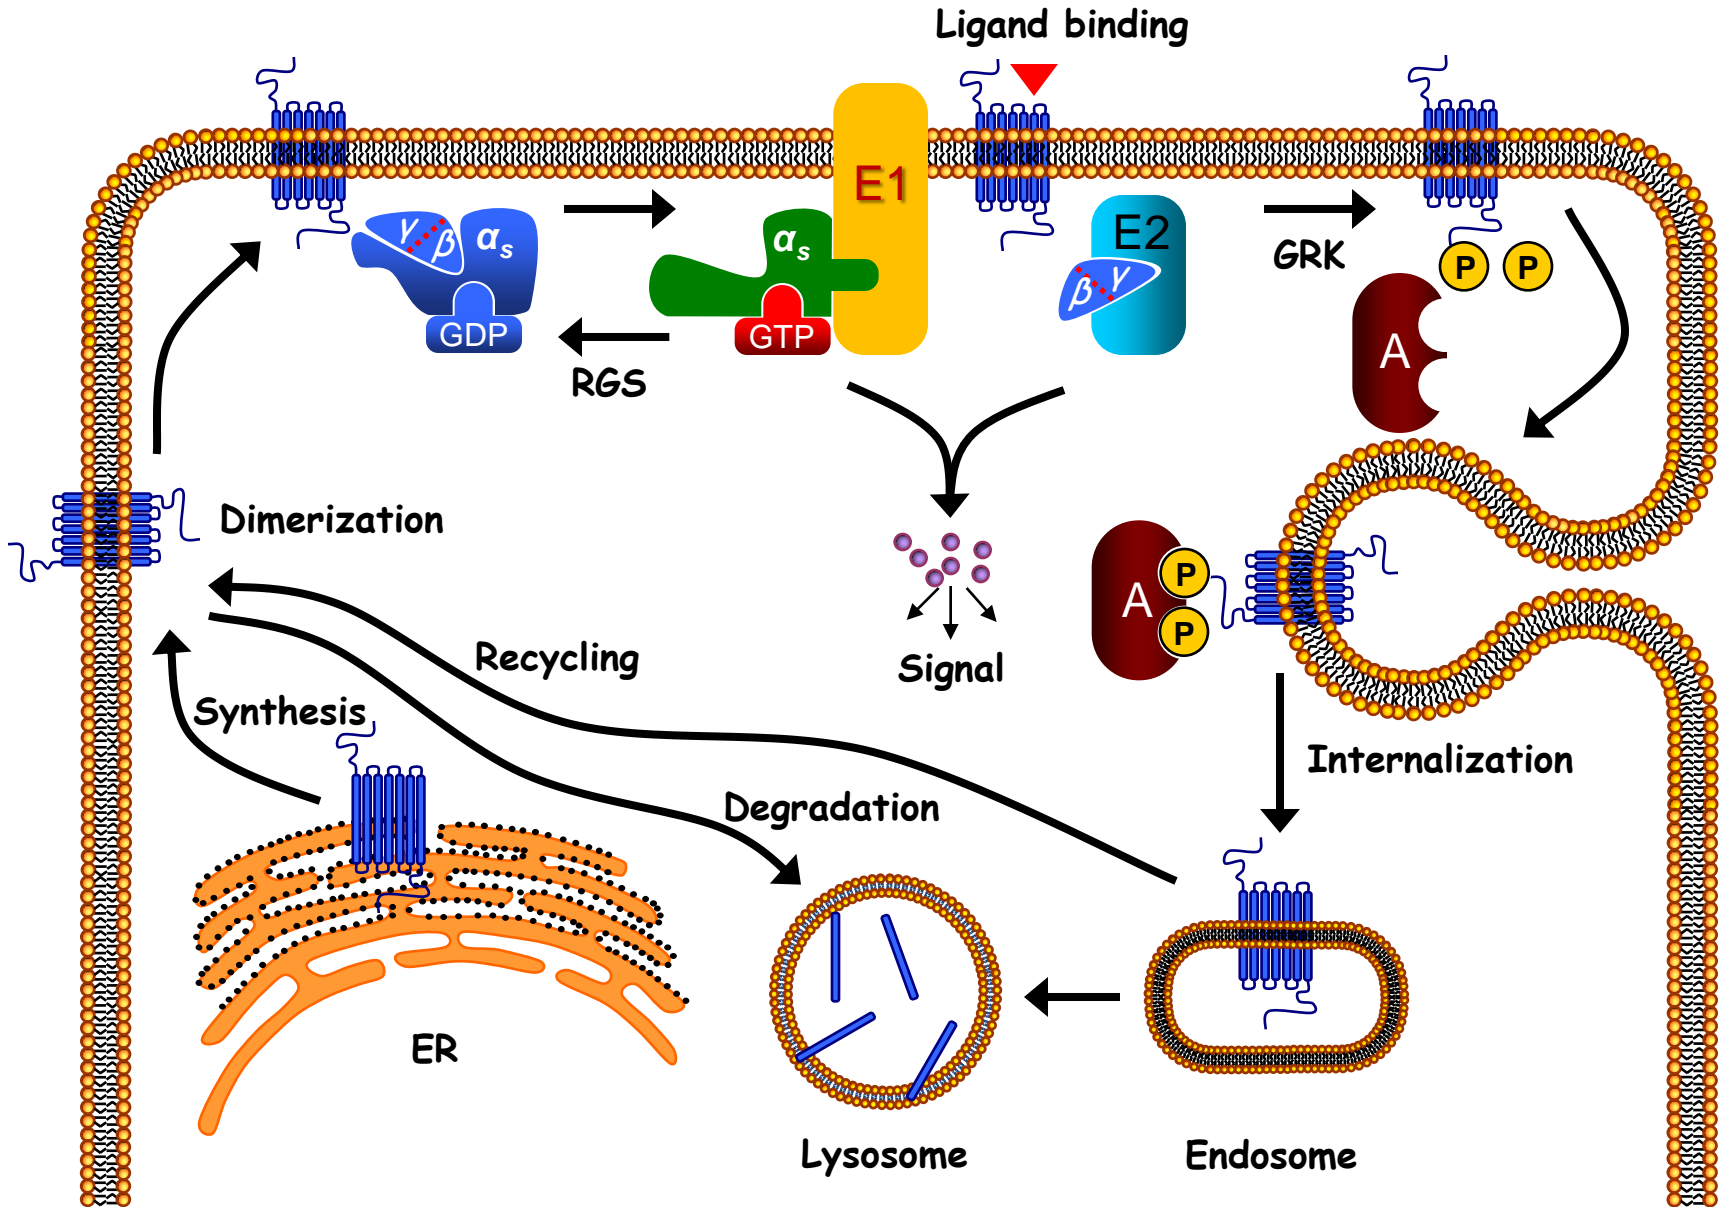 Ligand binding
E1
γ
β
αs
αs
E2
GDP
GTP
β
γ
GRK
P
P
RGS
A
Dimerization
A
P
P
Recycling
Signal
Synthesis
Internalization
Degradation
ER
Lysosome
Endosome